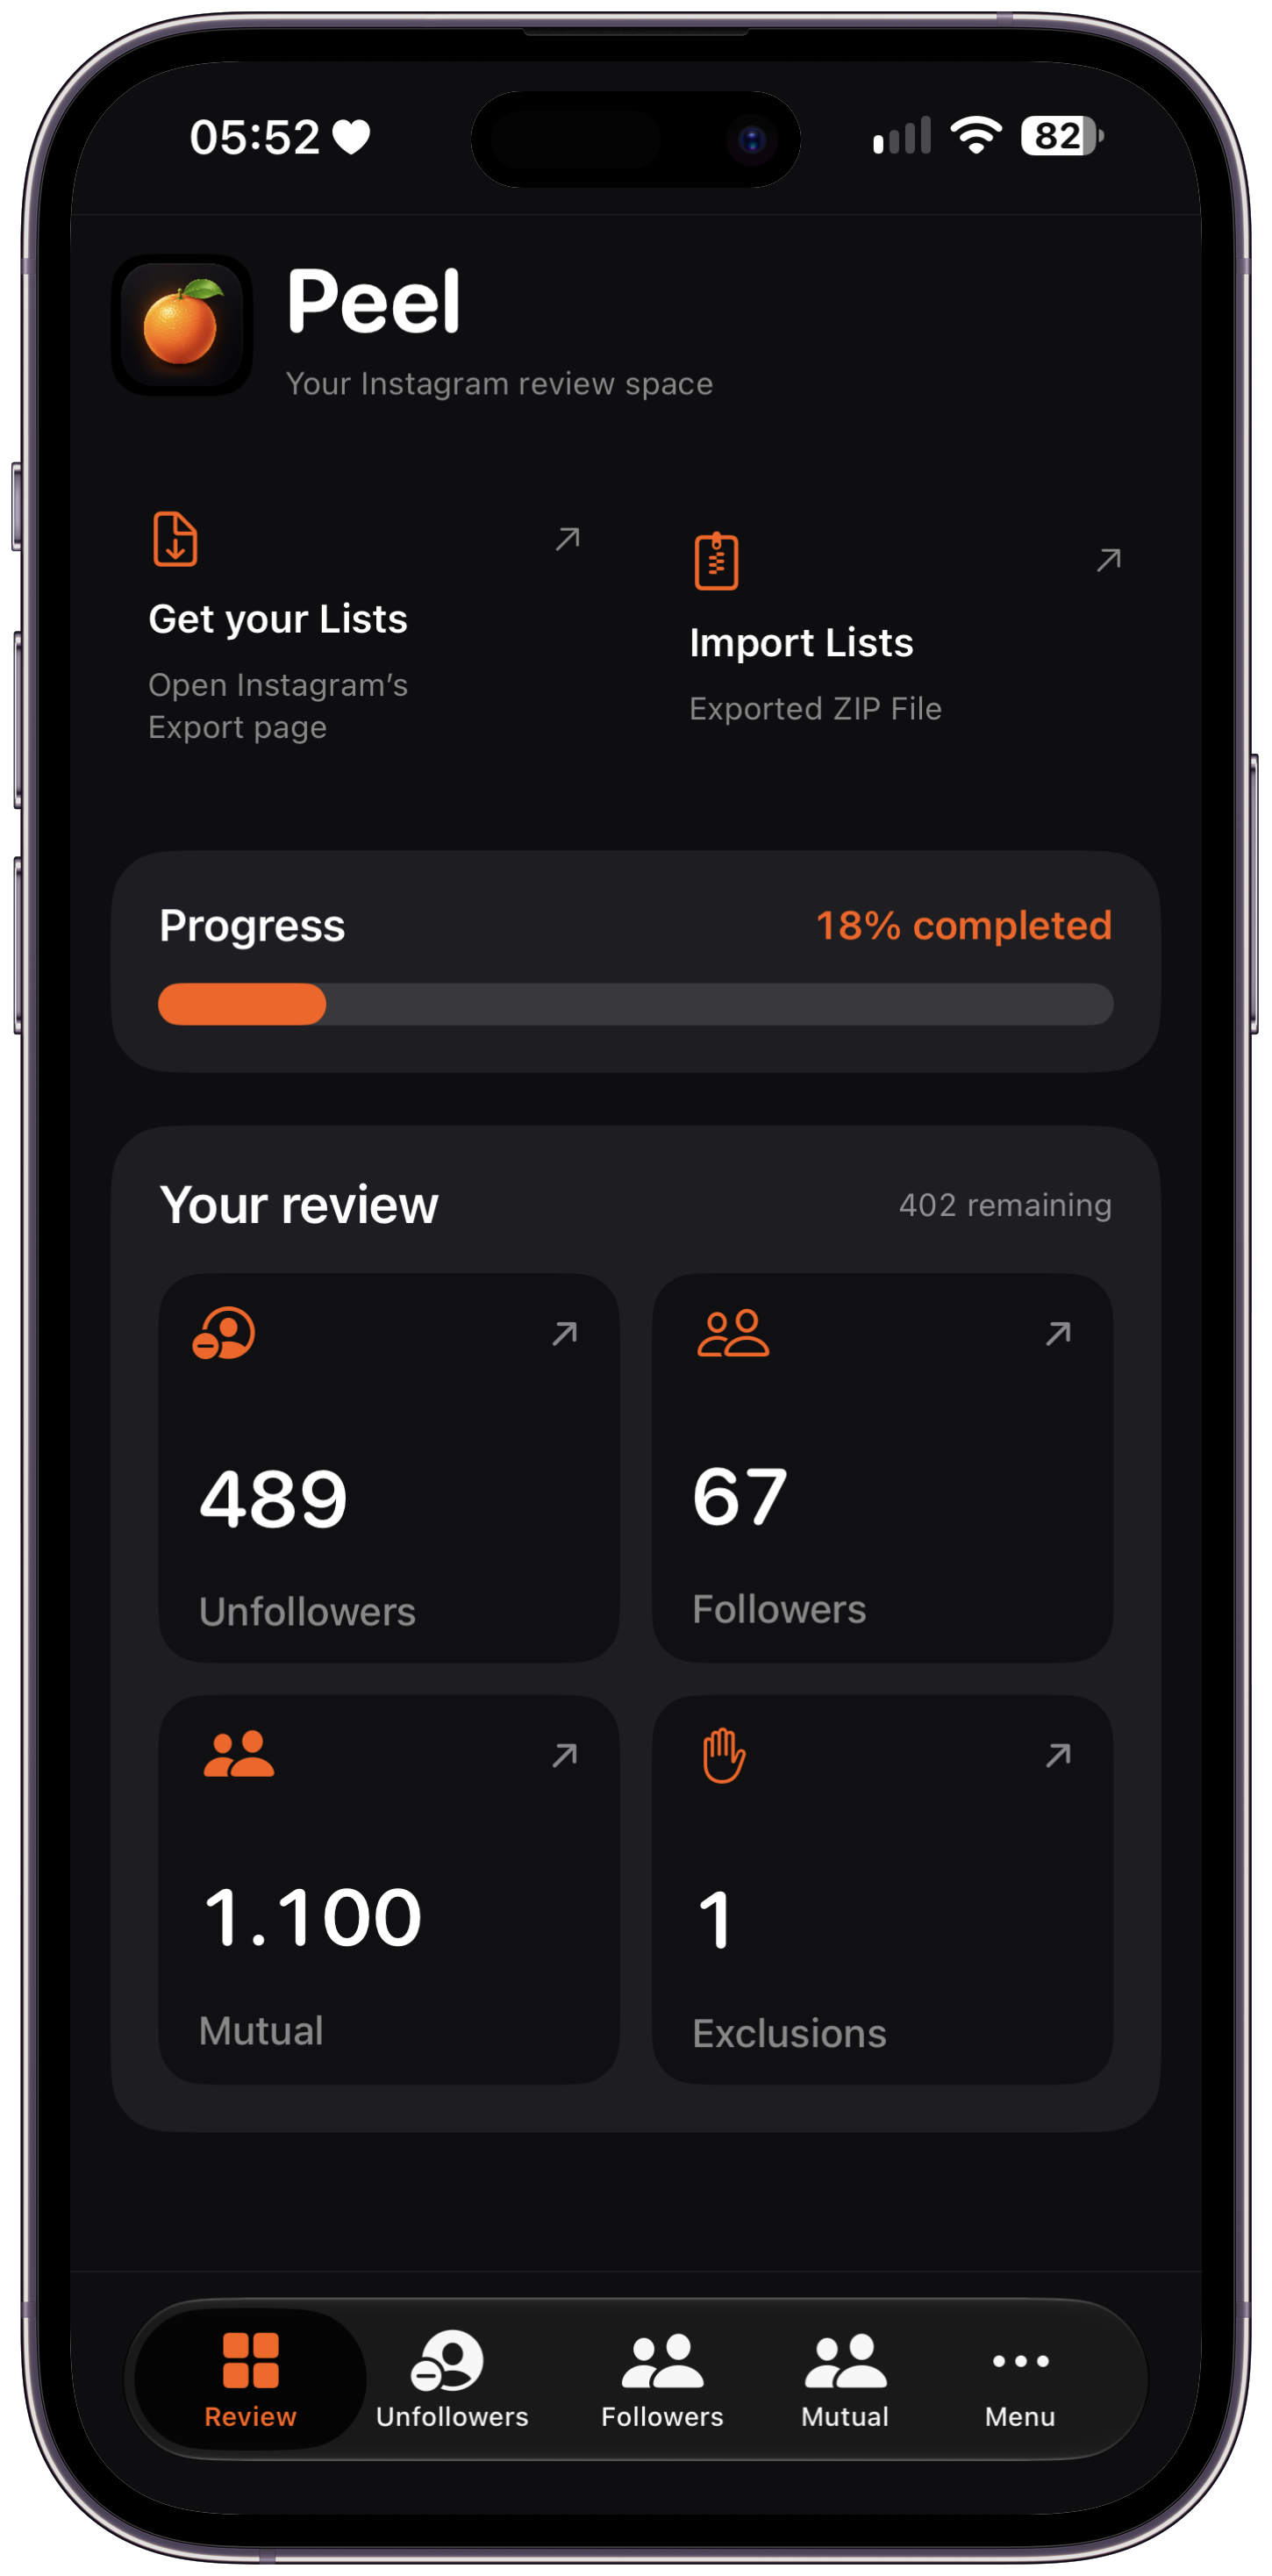 05:52
82
Peel
Your Instagram review space
Get your Lists
Open Instagram’s
Export page
Import Lists
Exported ZIP File
Progress
18% completed
Your review
402 remaining
489
Unfollowers
67
Followers
1.100
Mutual
1
Exclusions
Review
Unfollowers
Followers
Mutual
Menu